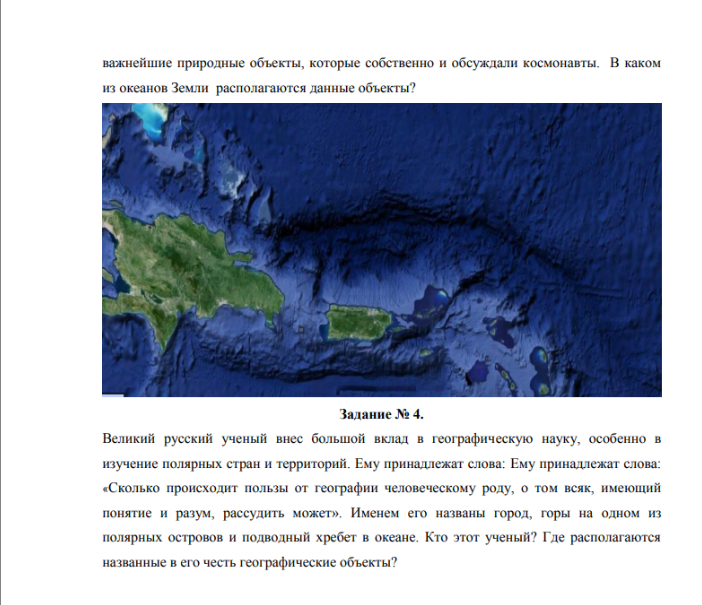 важнейшие природные объекты, которые собственно и обсуждали космонавты. В каком
из океанов Земли располагаются данные объекты?
Задание № 4.
Великий русский ученый внес большой вклад в географическую науку, особенно в
изучение полярных стран и территорий. Ему принадлежат слова: Ему принадлежат слова:
«Сколько происходит пользы от географии человеческому роду, о том всяк, имеющий
понятие и разум, рассудить может». Именем его названы город, горы на одном из
полярных островов и подводный хребет в океане. Кто этот ученый? Где располагаются
названные в его честь географические объекты?